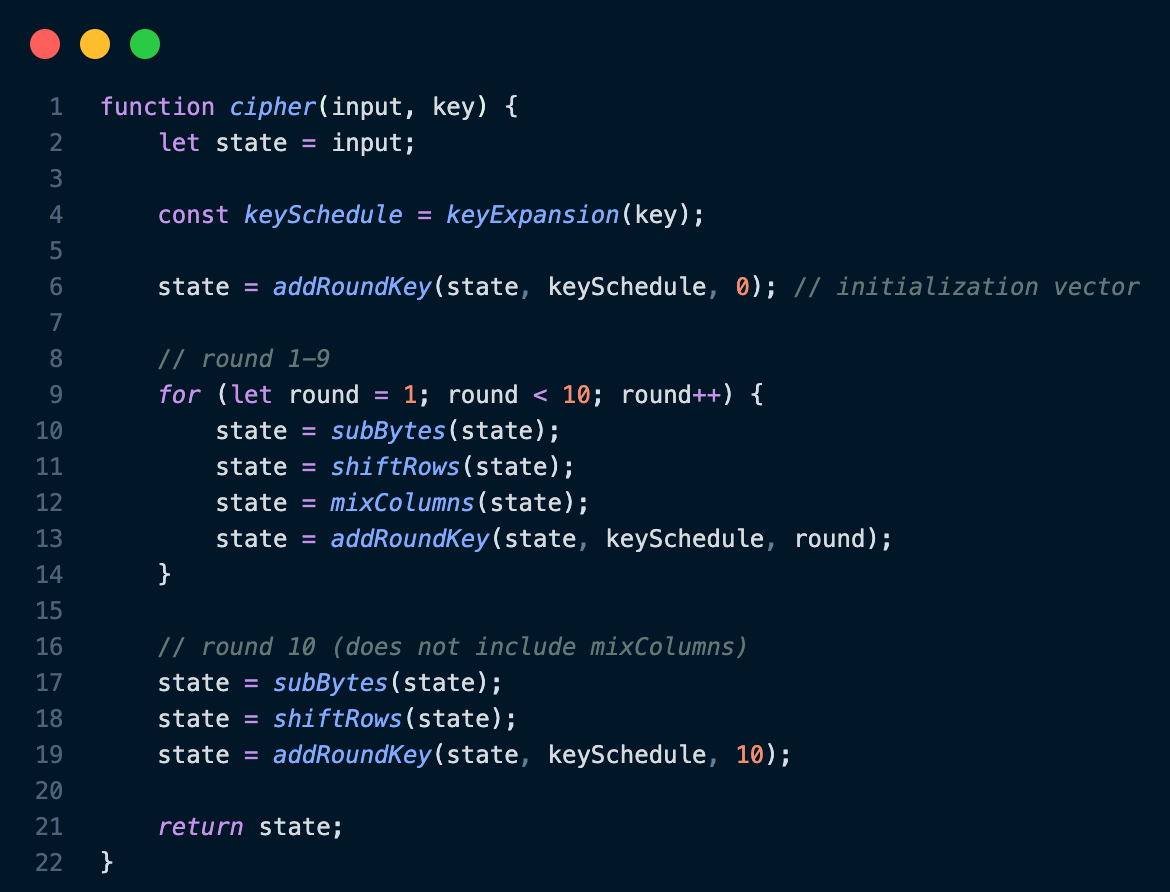 1 function cipher(input, key) {
2 let state = input;
3
4 const keySchedule = keyExpansion(key);
5
6 state = addRoundKey(state, keySchedule, 0); // initialization vector
7
8 // round 1-9
9 for (let round = 1; round < 10; round++) {
10 state = subBytes(state);
11 state = shiftRows(state);
12 state = mixColumns(state);
13 state = addRoundKey(state, keySchedule, round);
14 }
15
16 // round 10 (does not include mixColumns)
17 state = subBytes(state);
18 state = shiftRows(state);
19 state = addRoundKey(state, keySchedule, 10);
20
21 return state;
22 }